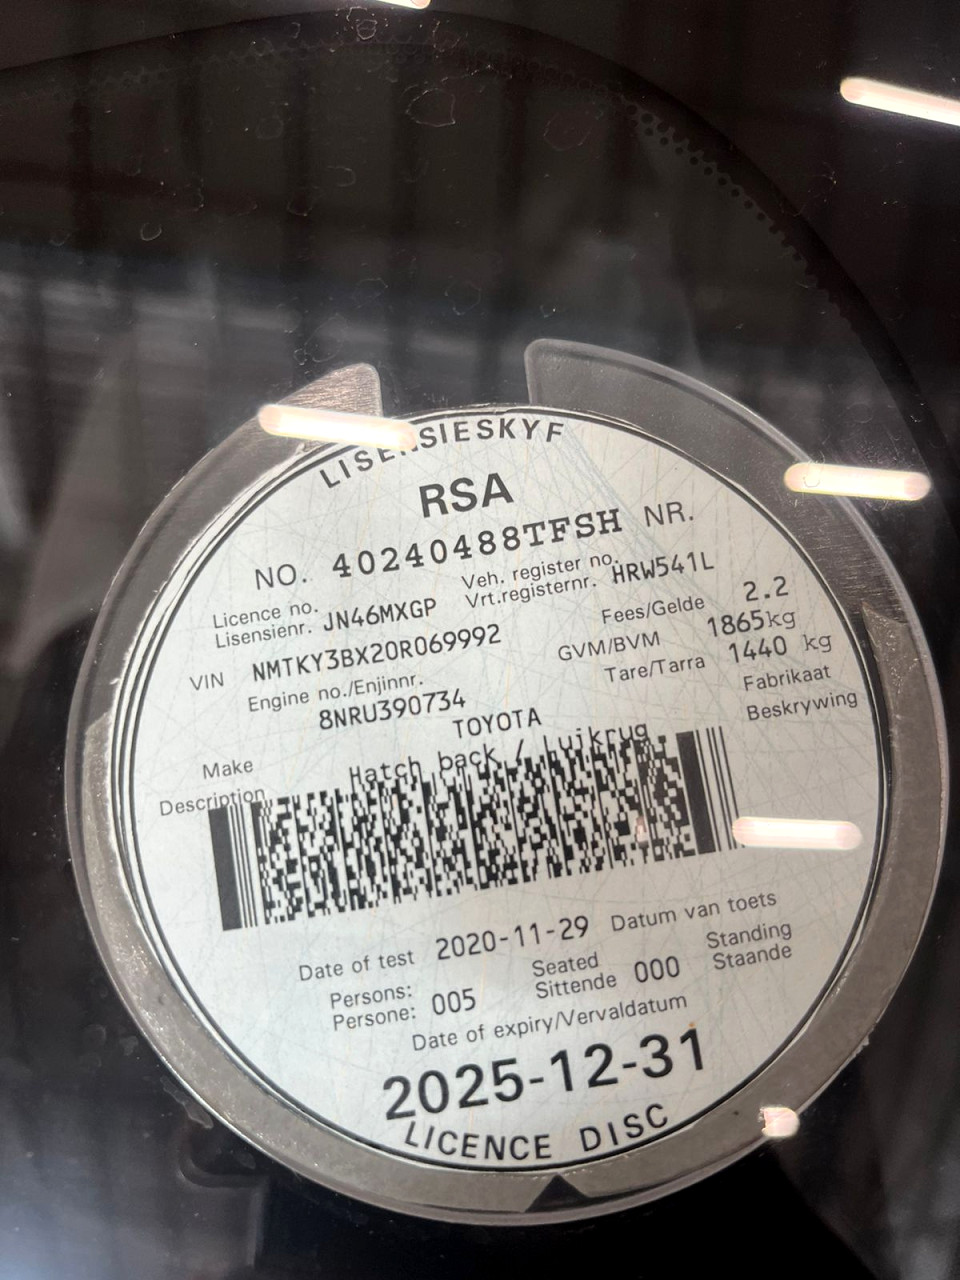 LISENSIESKYF
RSA
NO. 40240488TFSH NR.
Licence no. Veh. register no.
Lisensienr. JN46MXGP Vrt.registernr. HRW541L
VIN NMTKY3BX20R069992 Fees/Gelde 2.2
Engine no./Enjinnr. GVM/BVM 1865kg
8NRU390734 Tare/Tarra 1440 kg
Make TOYOTA Fabrikaat
Description Hatch back / luikrug Beskrywing
Date of test 2020-11-29 Datum van toets
Persons: Seated Standing
Persone: 005 Sittende 000 Staande
Date of expiry/Vervaldatum
2025-12-31
LICENCE DISC